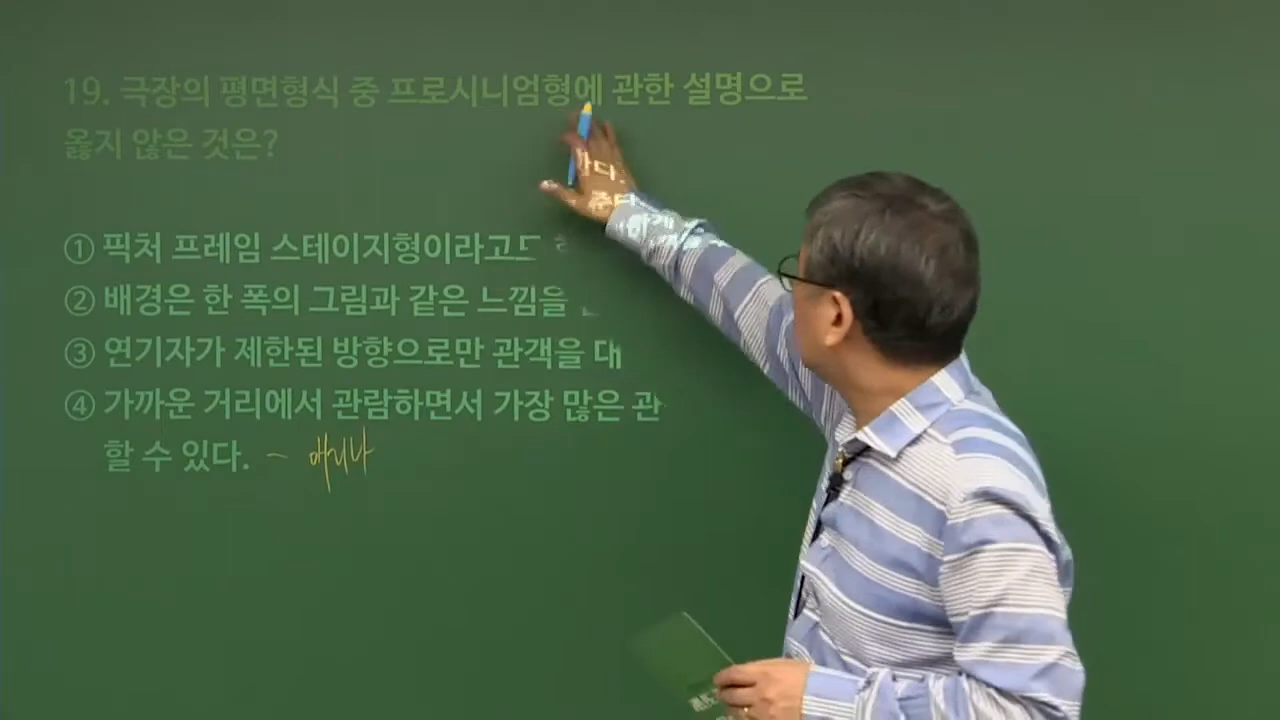 19. 극장의 평면형식 중 프로시니엄형에 관한 설명으로
옳지 않은 것은?
① 픽처 프레임 스테이지형이라고도
② 배경은 한 폭의 그림과 같은 느낌을
③ 연기자가 제한된 방향으로만 관객을
④ 가까운 거리에서 관람하면서 가장 많은
할 수 있다. - 애리나